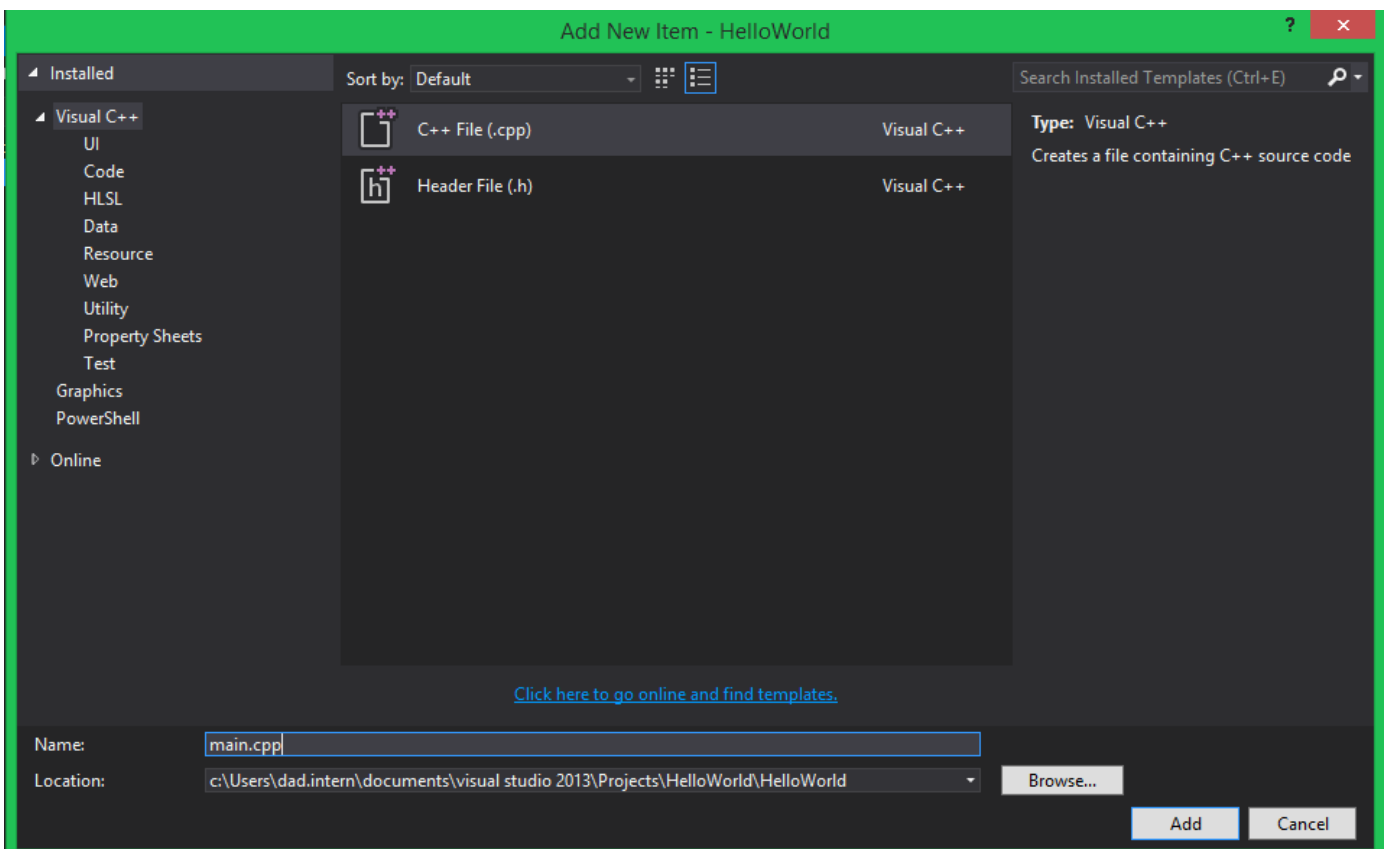 Add New Item - HelloWorld
?
Installed
Sort by: Default
Search Installed Templates (Ctrl+E)
Visual C++
UI
Code
HLSL
Data
Resource
Web
Utility
Property Sheets
Test
Graphics
PowerShell
Online
++ C++ File (.cpp) Visual C++
++ h Header File (.h) Visual C++
Type: Visual C++
Creates a file containing C++ source code
Click here to go online and find templates.
Name: main.cpp
Location: c:\Users\dad.intern\documents\visual studio 2013\Projects\HelloWorld\HelloWorld Browse...
Add Cancel